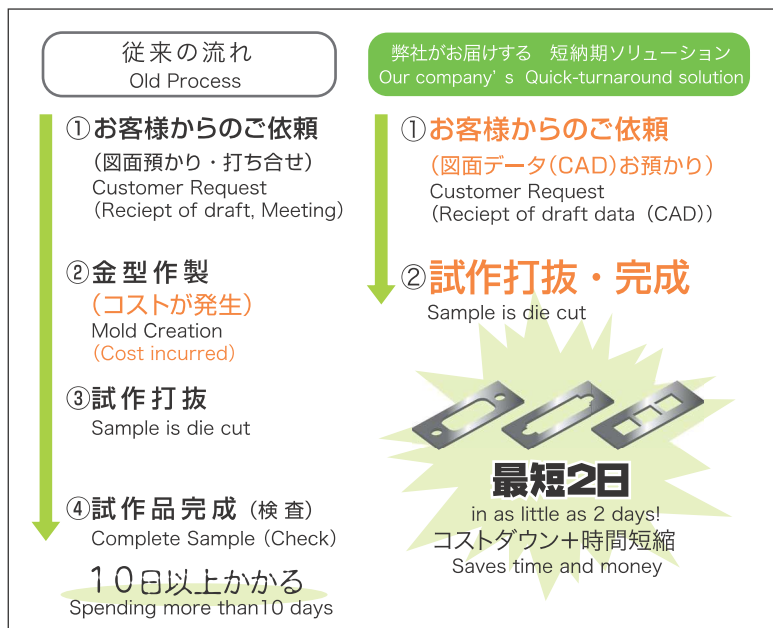 従来の流れ
Old Process
①お客様からのご依頼
（図面預かり・打ち合せ）
Customer Request
（Reciept of draft, Meeting）
②金型作製
（コストが発生）
Mold Creation
（Cost incurred）
③試作打抜
Sample is die cut
④試作品完成（検査）
Complete Sample（Check）
10日以上かかる
Spending more than10 days
弊社がお届けする　短納期ソリューション
Our company’s Quick-turnaround solution
①お客様からのご依頼
（図面データ（CAD）お預かり）
Customer Request
（Reciept of draft data（CAD））
②試作打抜・完成
Sample is die cut
最短2日
in as little as 2 days!
コストダウン＋時間短縮
Saves time and money